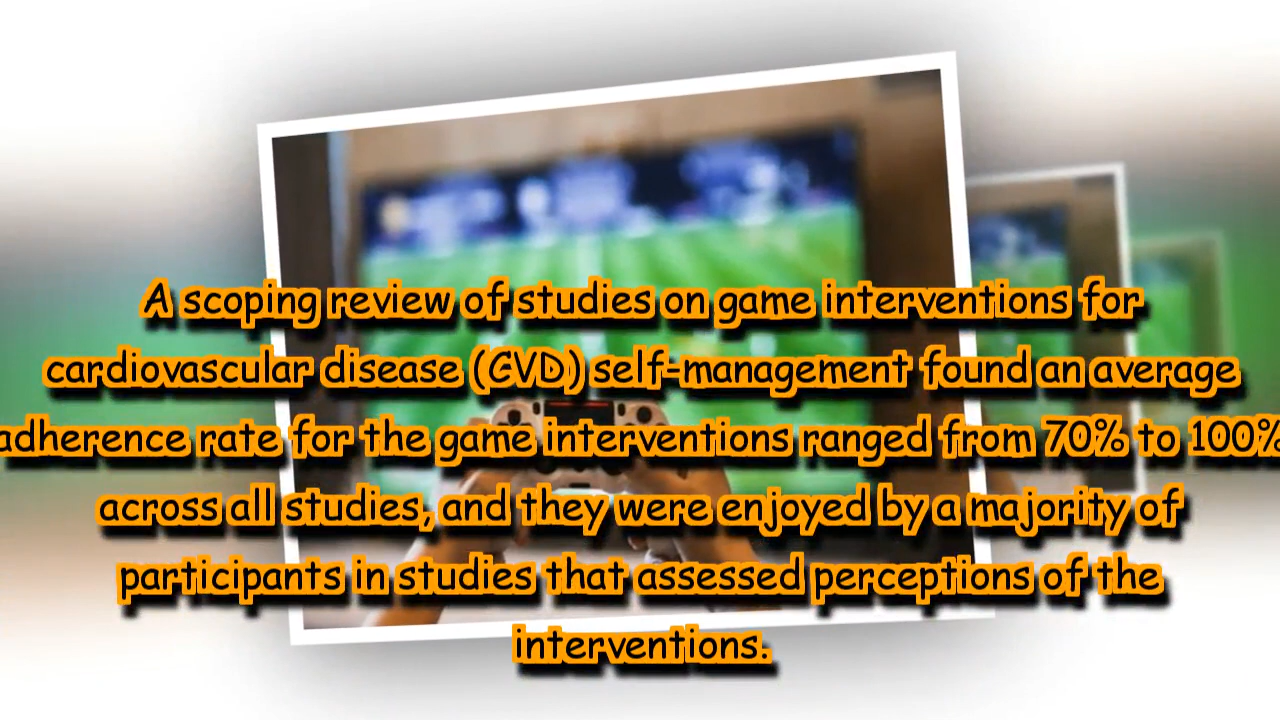 A scoping review of studies on game interventions for
cardiovascular disease (CVD) self-management found an average
adherence rate for the game interventions ranged from 70% to 100%
across all studies, and they were enjoyed by a majority of
participants in studies that assessed perceptions of the
interventions.